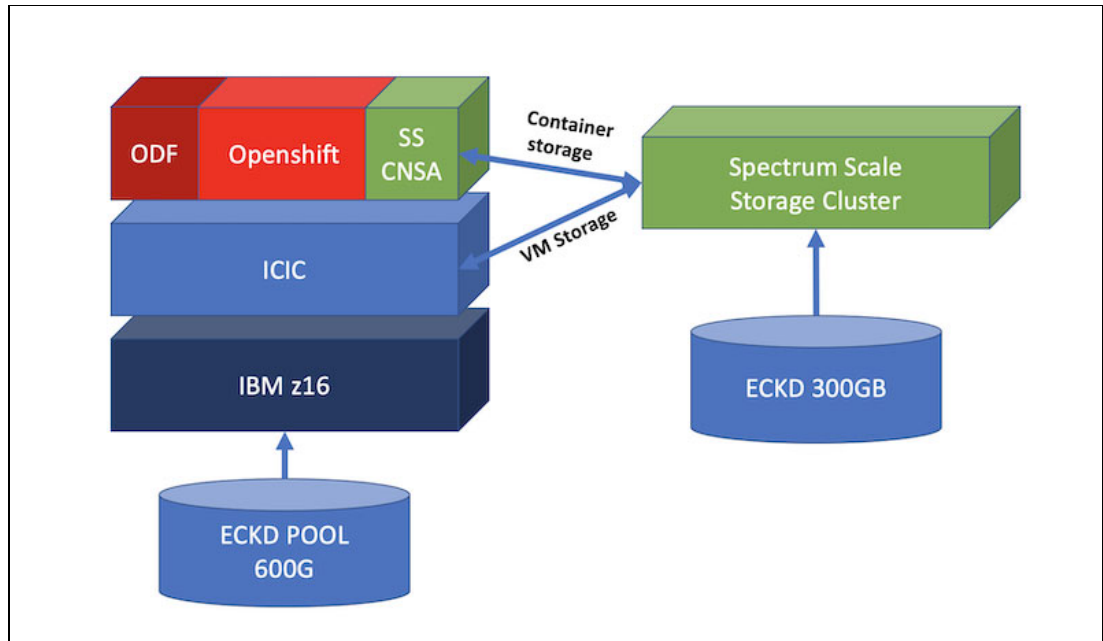 ODF
Openshift
SS
CNSA
Container
storage
VM Storage
Spectrum Scale
Storage Cluster
ICIC
IBM z16
ECKD 300GB
ECKD POOL
600G